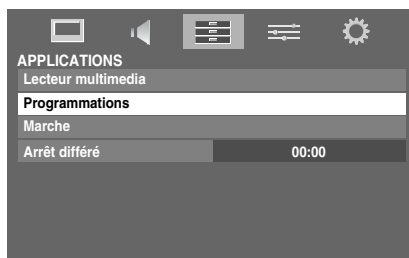 APPLICATIONS
Lecteur multimedia
Programmations
Marche
Arrêt différé 00:00